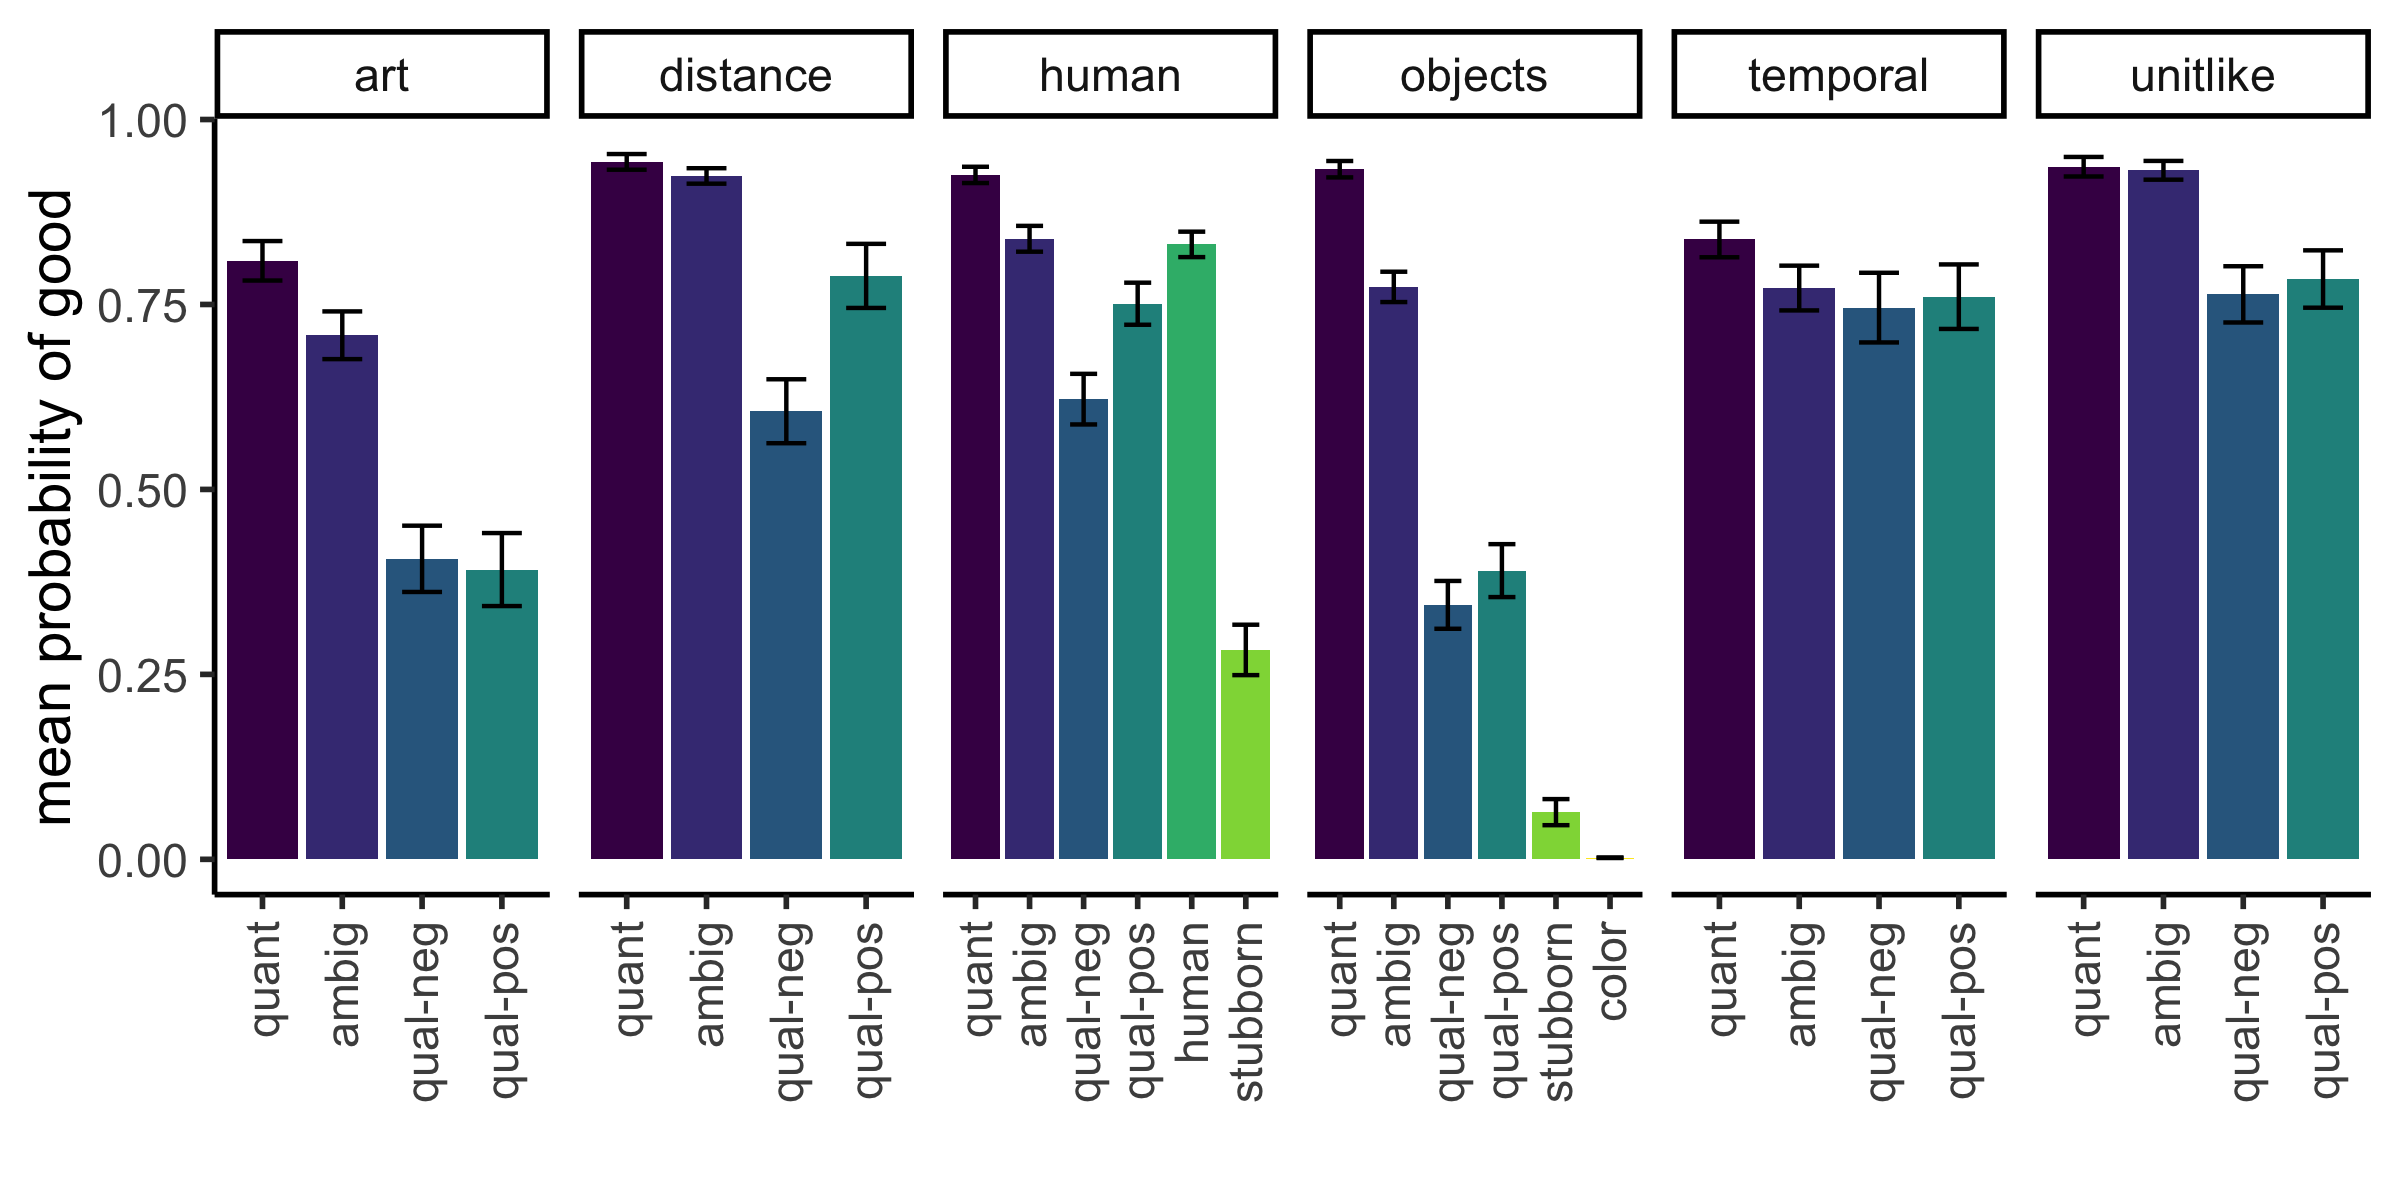 art
distance
human
objects
temporal
unitlike
mean probability of good
1.00
0.75
0.50
0.25
0.00
quant
ambig
qual-neg
qual-pos
quant
ambig
qual-neg
qual-pos
quant
ambig
qual-neg
qual-pos
human
stubborn
quant
ambig
qual-neg
qual-pos
stubborn
color
quant
ambig
qual-neg
qual-pos
quant
ambig
qual-neg
qual-pos